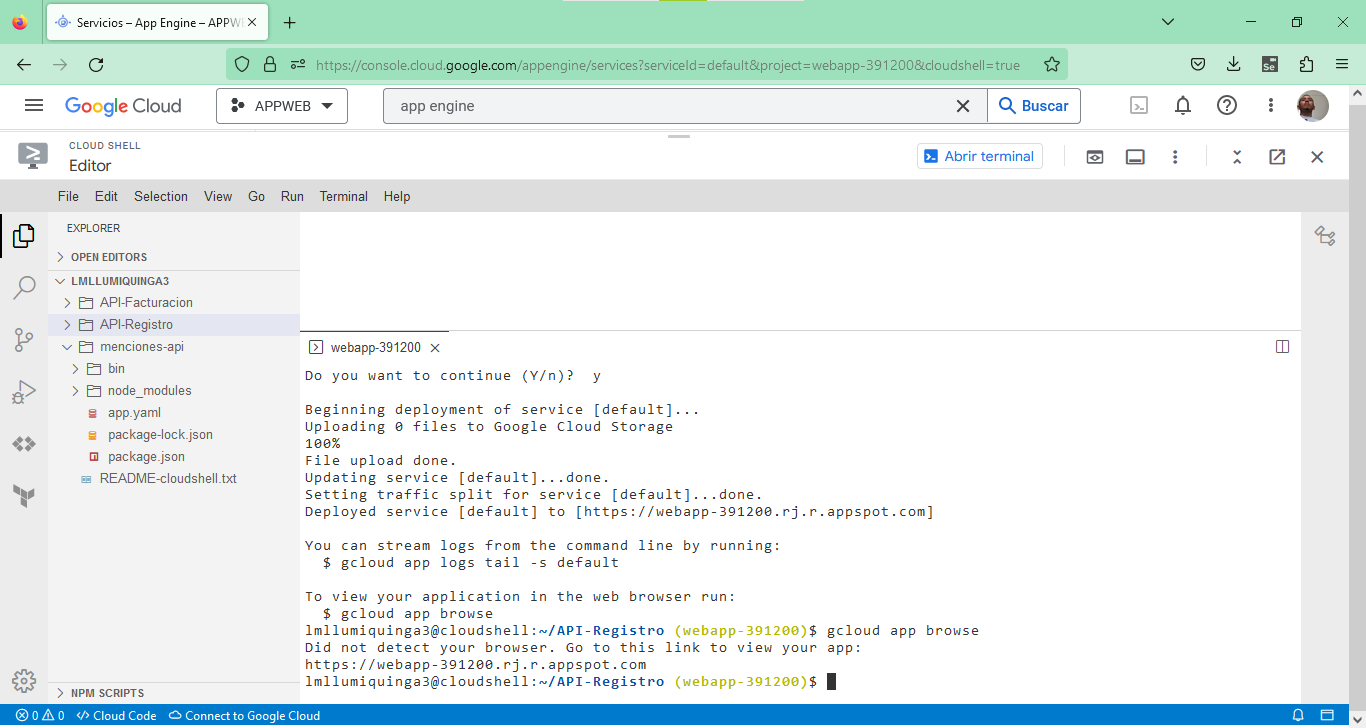 Servicios – App Engine – APPWE
https://console.cloud.google.com/appengine/services?serviceId=default&project=webapp-391200&cloudshell=true
Se
Google Cloud
APPWEB
app engine
Buscar
CLOUD SHELL
Editor
Abrir terminal
File Edit Selection View Go Run Terminal Help
EXPLORER
OPEN EDITORS
LMLLUMIQUINGA3
API-Facturacion
API-Registro
menciones-api
bin
node_modules
app.yaml
package-lock.json
package.json
README-cloudshell.txt
NPM SCRIPTS
webapp-391200
Do you want to continue (Y/n)?  y
Beginning deployment of service [default]...
Uploading 0 files to Google Cloud Storage
100%
File upload done.
Updating service [default]...done.
Setting traffic split for service [default]...done.
Deployed service [default] to [https://webapp-391200.rj.r.appspot.com]
You can stream logs from the command line by running:
  $ gcloud app logs tail -s default
To view your application in the web browser run:
  $ gcloud app browse
lmllumiquinga3@cloudshell:~/API-Registro (webapp-391200)$ gcloud app browse
Did not detect your browser. Go to this link to view your app:
https://webapp-391200.rj.r.appspot.com
lmllumiquinga3@cloudshell:~/API-Registro (webapp-391200)$
0 0 Cloud Code Connect to Google Cloud